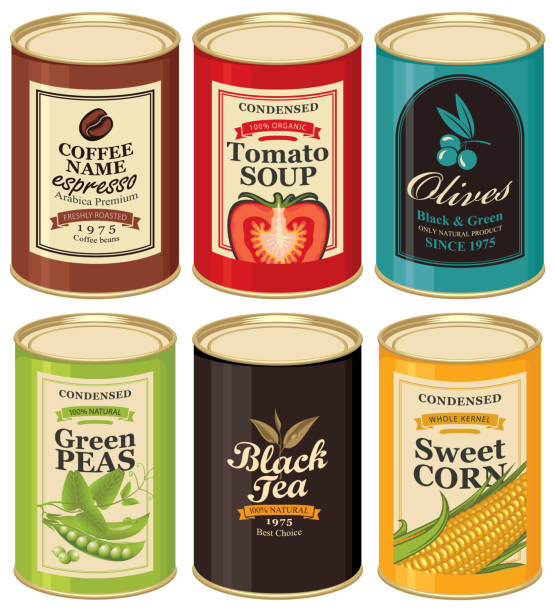 COFFEE
NAME
espresso
Arabica Premium
FRESHLY ROASTED
1975
Coffee beans
CONDENSED
100% ORGANIC
Tomato
SOUP
Olives
Black & Green
ONLY NATURAL PRODUCT
SINCE 1975
CONDENSED
100% NATURAL
Green
PEAS
Black
Tea
100% NATURAL
1975
Best Choice
CONDENSED
WHOLE KERNEL
Sweet
CORN